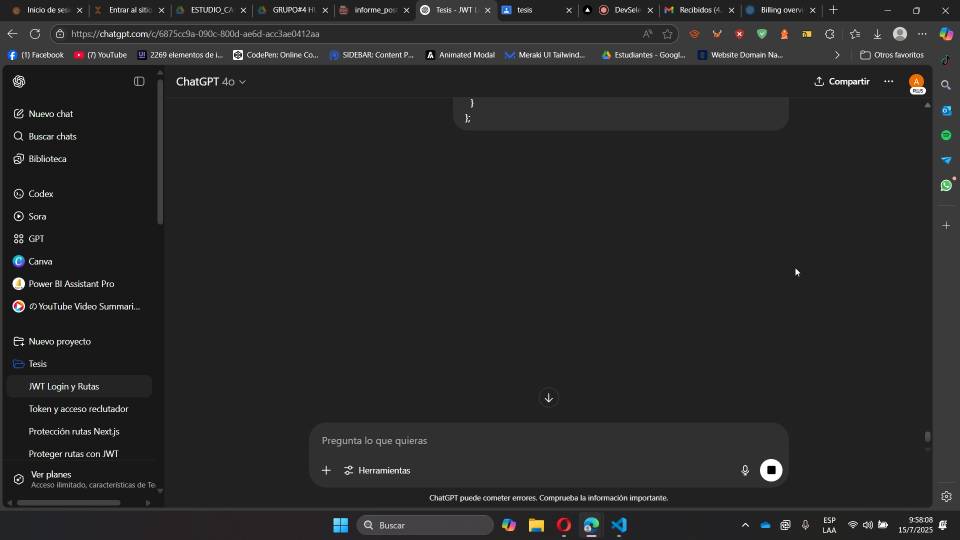 Inicio de ses
Entrar al sitio
ESTUDIO_CA
GRUPO#4 HU
informe_post
Tesis - JWT L
tesis
DevSele
Recibidos (4.
Billing overv
https://chatgpt.com/c/6875cc9a-090c-800d-ae6d-acc3ae0412aa
(1) Facebook
(7) YouTube
2269 elementos de i...
CodePen: Online Co...
SIDEBAR: Content P...
Animated Modal
Meraki UI Tailwind...
Estudiantes - Googl...
Website Domain Na...
Otros favoritos
ChatGPT 4o
Compartir
PLUS
}
};
Nuevo chat
Buscar chats
Biblioteca
Codex
Sora
GPT
Canva
Power BI Assistant Pro
のYouTube Video Summari...
Nuevo proyecto
Tesis
JWT Login y Rutas
Token y acceso reclutador
Protección rutas Next.js
Proteger rutas con JWT
Ver planes
Acceso ilimitado, características de Te
Pregunta lo que quieras
Herramientas
ChatGPT puede cometer errores. Comprueba la información importante.
Buscar
ESP
LAA
9:58:08
15/7/2025